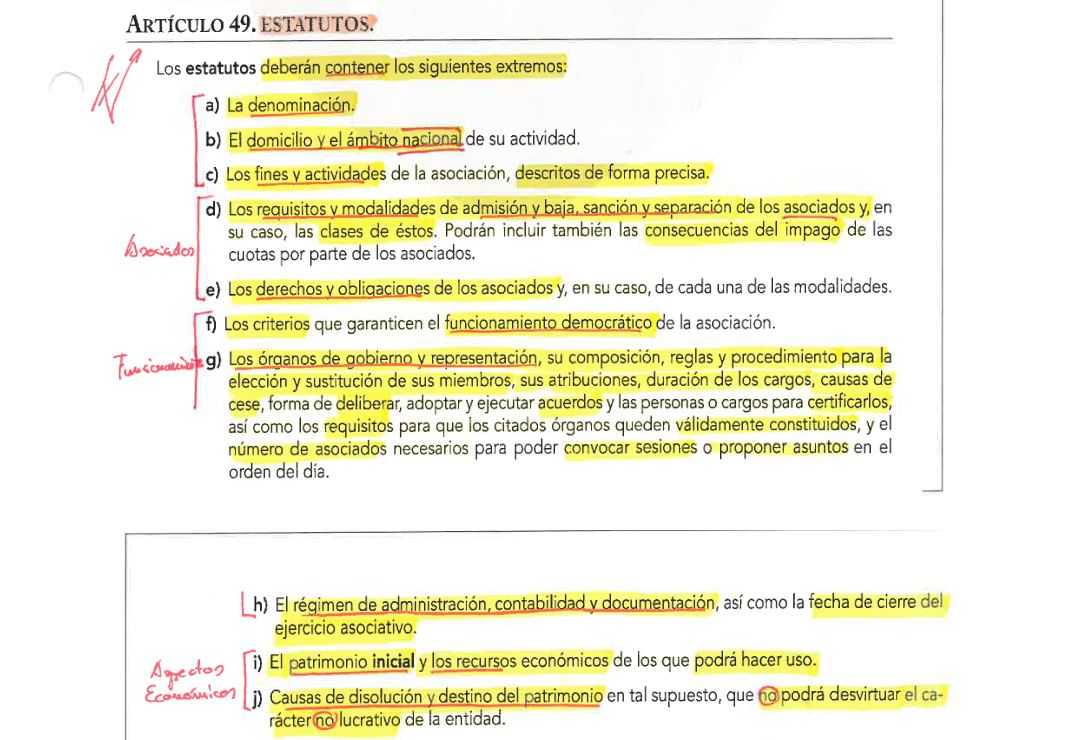 ARTÍCULO 49. ESTATUTOS.
Los estatutos deberán contener los siguientes extremos:
a) La denominación.
b) El domicilio y el ámbito nacional de su actividad.
c) Los fines y actividades de la asociación, descritos de forma precisa.
d) Los requisitos y modalidades de admisión y baja, sanción y separación de los asociados y, en
su caso, las clases de éstos. Podrán incluir también las consecuencias del impago de las
Asociados
cuotas por parte de los asociados.
e) Los derechos y obligaciones de los asociados y, en su caso, de cada una de las modalidades.
f) Los criterios que garanticen el funcionamiento democrático de la asociación.
g) Los órganos de gobierno y representación, su composición, reglas y procedimiento para la
elección y sustitución de sus miembros, sus atribuciones, duración de los cargos, causas de
cese, forma de deliberar, adoptar y ejecutar acuerdos y las personas o cargos para certificarlos,
así como los requisitos para que los citados órganos queden válidamente constituidos, y el
número de asociados necesarios para poder convocar sesiones o proponer asuntos en el
orden del día.
h) El régimen de administración, contabilidad y documentación, así como la fecha de cierre del
ejercicio asociativo.
i) El patrimonio inicial y los recursos económicos de los que podrá hacer uso.
Aspectos
Económicos
j) Causas de disolución y destino del patrimonio en tal supuesto, que no podrá desvirtuar el ca-
rácter no lucrativo de la entidad.